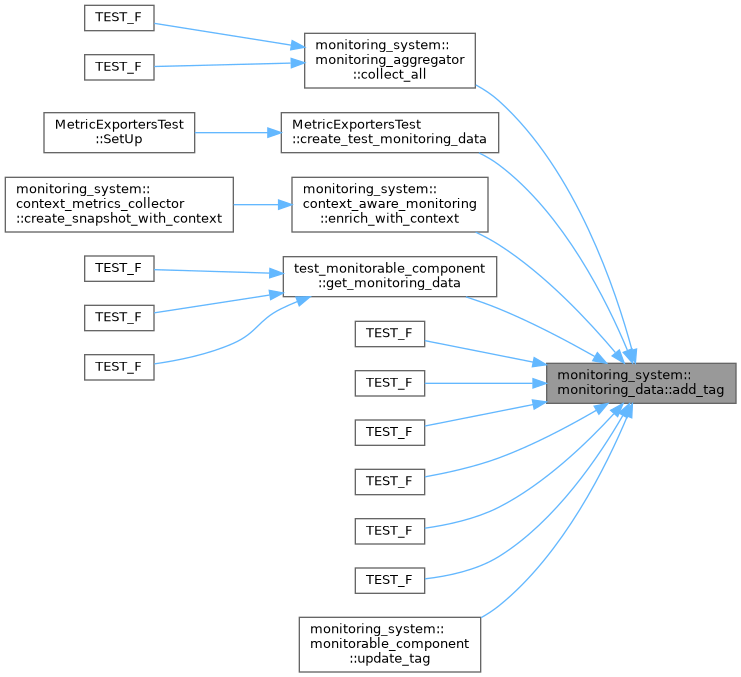 TEST_F
monitoring_system::
monitoring_aggregator
::collect_all
TEST_F
MetricExportersTest
::SetUp
MetricExportersTest
::create_test_monitoring_data
monitoring_system::
context_metrics_collector
::create_snapshot_with_context
monitoring_system::
context_aware_monitoring
::enrich_with_context
TEST_F
test_monitorable_component
::get_monitoring_data
TEST_F
TEST_F
TEST_F
TEST_F
monitoring_system::
monitoring_data::add_tag
TEST_F
TEST_F
TEST_F
TEST_F
monitoring_system::
monitorable_component
::update_tag